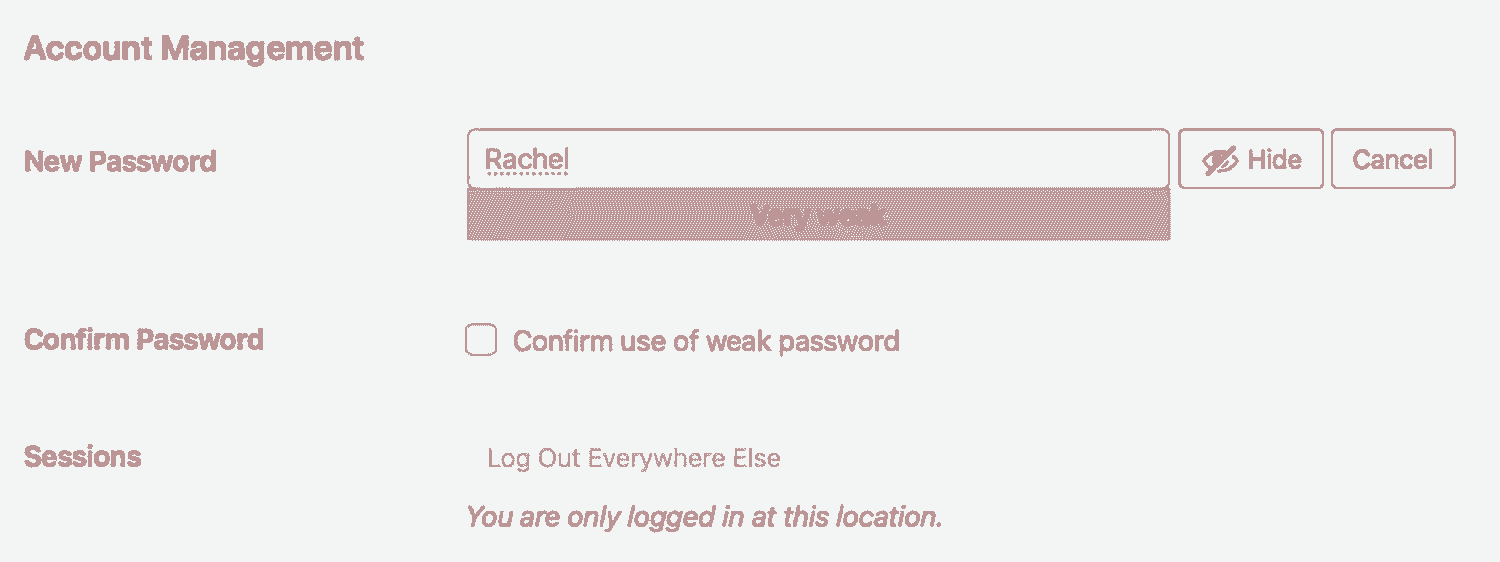 Account Management
New Password
Rachel
Hide
Cancel
Very weak
Confirm Password
Confirm use of weak password
Sessions
Log Out Everywhere Else
You are only logged in at this location.